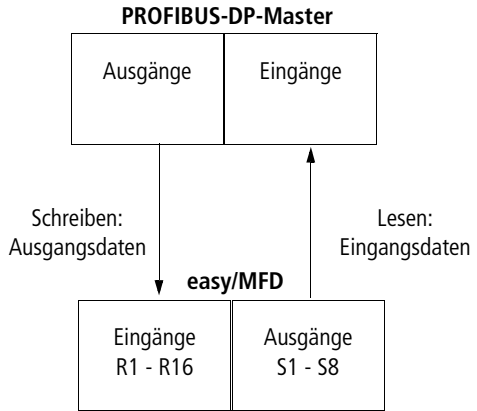 PROFIBUS-DP-Master
Ausgänge
Eingänge
Schreiben:
Ausgangsdaten
Lesen:
Eingangsdaten
easy/MFD
Eingänge
R1 - R16
Ausgänge
S1 - S8